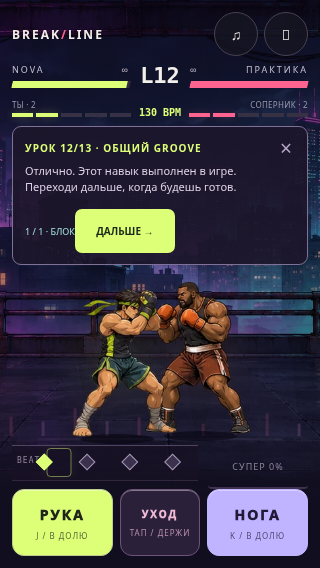 BREAK/LINE
♫
NOVA ∞ L12 ∞ ПРАКТИКА
ТЫ · 2 130 BPM СОПЕРНИК · 2
УРОК 12/13 · ОБЩИЙ GROOVE ×
Отлично. Этот навык выполнен в игре.
Переходи дальше, когда будешь готов.
1 / 1 · БЛОК
ДАЛЬШЕ →
BEAT
СУПЕР 0%
РУКА УХОД НОГА
J / В ДОЛЮ ТАП / ДЕРЖИ K / В ДОЛЮ